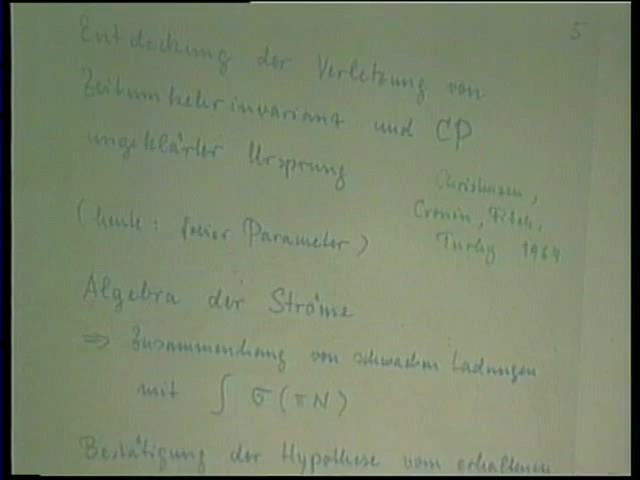 5
Entdeckung der Verletzung von
Zeitumkehrinvarianz und CP
ungeklärter Ursprung
Christensen,
Cronin, Fitch,
Turlay 1964
(heute: freier Parameter)
Algebra der Ströme
⇒ Zusammenhang von schwachen Ladungen
mit ∫ σ(πN)
Bestätigung der Hypothese vom erhaltenen